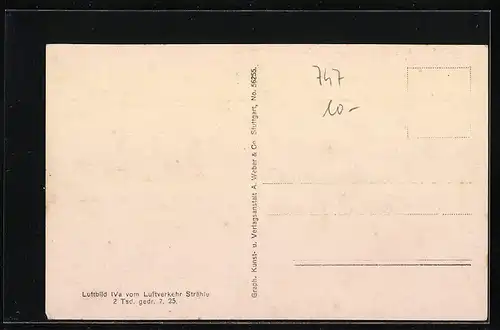 747
10-
Graph. Kunst- u. Verlagsanstalt A. Weber & Co. Stuttgart, No. 56255.
Luftbild IVa vom Luftverkehr Strähle
2 Tsd. gedr. 7. 25.